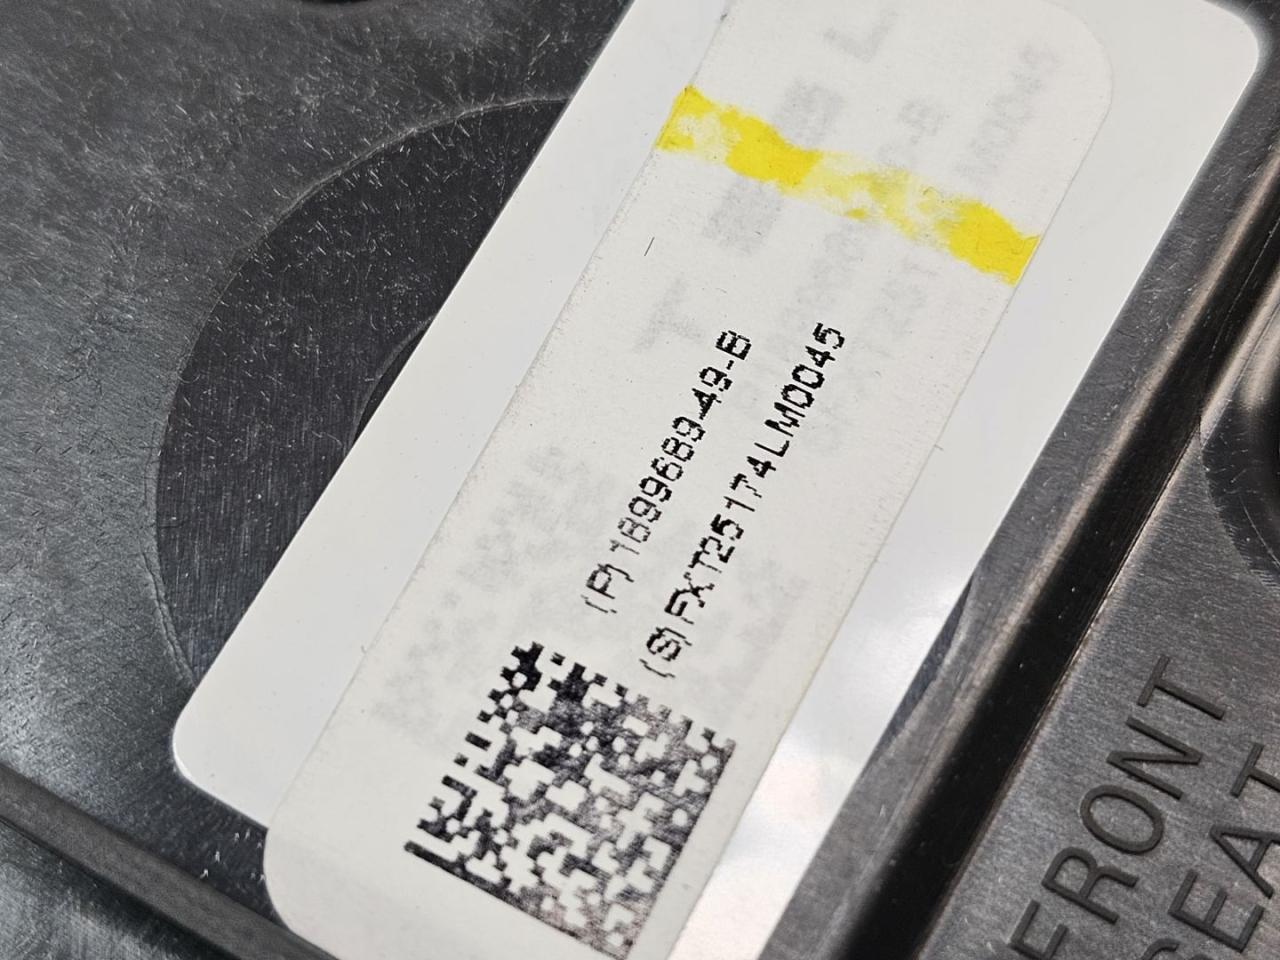 (P) 1899689-49-B
(S) FXT25174LM0045
FRONT
SEAT